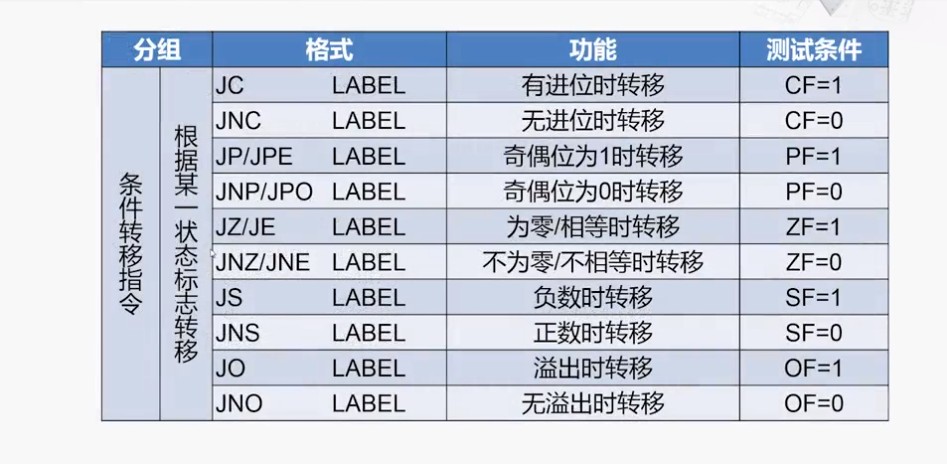 分组 格式 功能 测试条件
条件转移指令
根据某一状态标志转移
JC LABEL 有进位时转移 CF=1
JNC LABEL 无进位时转移 CF=0
JP/JPE LABEL 奇偶位为1时转移 PF=1
JNP/JPO LABEL 奇偶位为0时转移 PF=0
JZ/JE LABEL 为零/相等时转移 ZF=1
JNZ/JNE LABEL 不为零/不相等时转移 ZF=0
JS LABEL 负数时转移 SF=1
JNS LABEL 正数时转移 SF=0
JO LABEL 溢出时转移 OF=1
JNO LABEL 无溢出时转移 OF=0